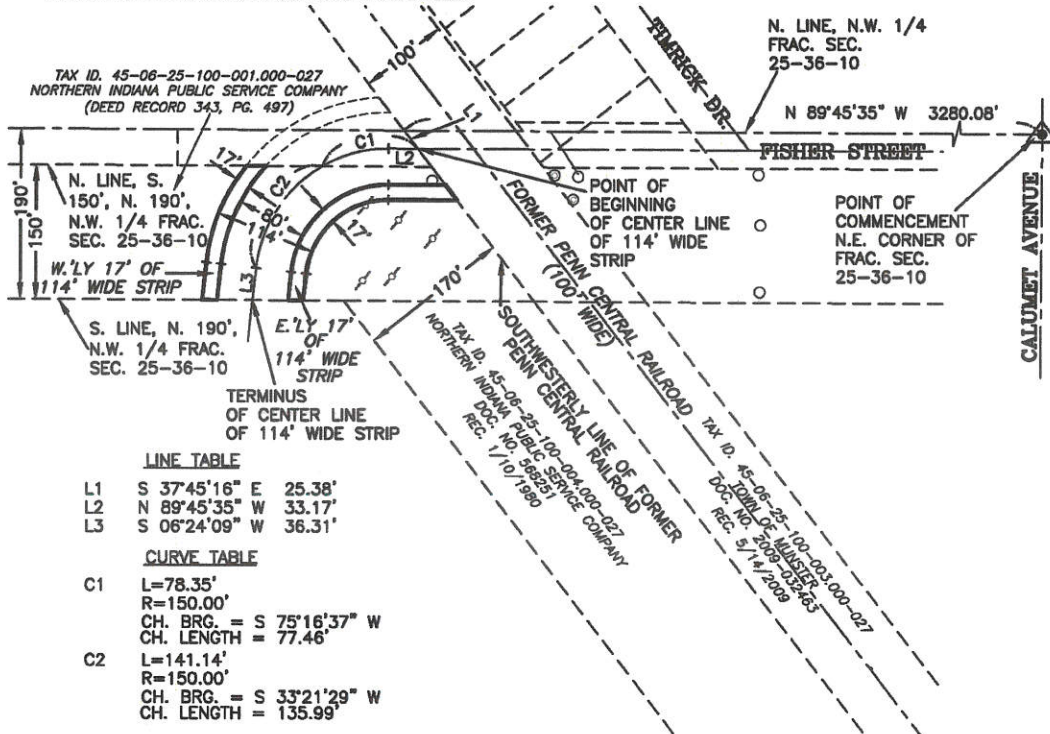 N. LINE, N.W. 1/4
FRAC. SEC.
25-36-10
TIMRICK DR.
100'
TAX ID. 45-06-25-100-001.000-027
NORTHERN INDIANA PUBLIC SERVICE COMPANY
(DEED RECORD 343, PG. 497)
L1
N 89°45'35" W 3280.08'
C1
L2
FISHER STREET
190'
150'
17'
N. LINE, S.
150', N. 190',
N.W. 1/4 FRAC.
SEC. 25-36-10
C2
80'
114'
17'
POINT OF
BEGINNING
OF CENTER LINE
OF 114' WIDE
STRIP
POINT OF
COMMENCEMENT
N.E. CORNER OF
FRAC. SEC.
25-36-10
CALUMET AVENUE
FORMER PENN CENTRAL RAILROAD
(100' WIDE)
W.'LY 17' OF
114' WIDE STRIP
L3
170'
S. LINE, N. 190',
N.W. 1/4 FRAC.
SEC. 25-36-10
E.'LY 17'
OF
114' WIDE
STRIP
TERMINUS
OF CENTER LINE
OF 114' WIDE STRIP
SOUTHWESTERLY LINE OF FORMER
PENN CENTRAL RAILROAD
TAX ID. 45-06-25-100-004.000-027
NORTHERN INDIANA PUBLIC SERVICE COMPANY
DOC. NO. 568251
REC. 1/10/1980
TAX ID. 45-06-25-100-003.000-027
TOWN OF MUNSTER
DOC. NO. 2009-032463
REC. 5/14/2009
LINE TABLE
L1 S 37°45'16" E 25.38'
L2 N 89°45'35" W 33.17'
L3 S 06°24'09" W 36.31'
CURVE TABLE
C1 L=78.35'
R=150.00'
CH. BRG. = S 75°16'37" W
CH. LENGTH = 77.46'
C2 L=141.14'
R=150.00'
CH. BRG. = S 33°21'29" W
CH. LENGTH = 135.99'